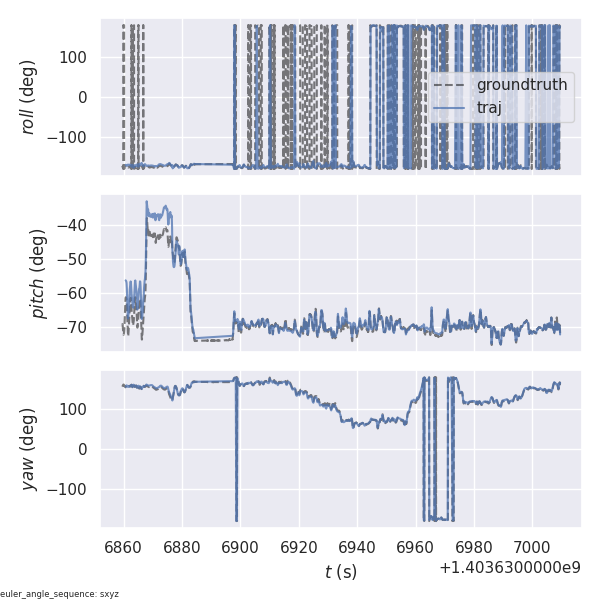 100
0
−100
roll (deg)
groundtruth
traj
−40
−50
−60
−70
pitch (deg)
100
0
−100
yaw (deg)
6860 6880 6900 6920 6940 6960 6980 7000
t (s)
+1.4036300000e9
euler_angle_sequence: sxyz